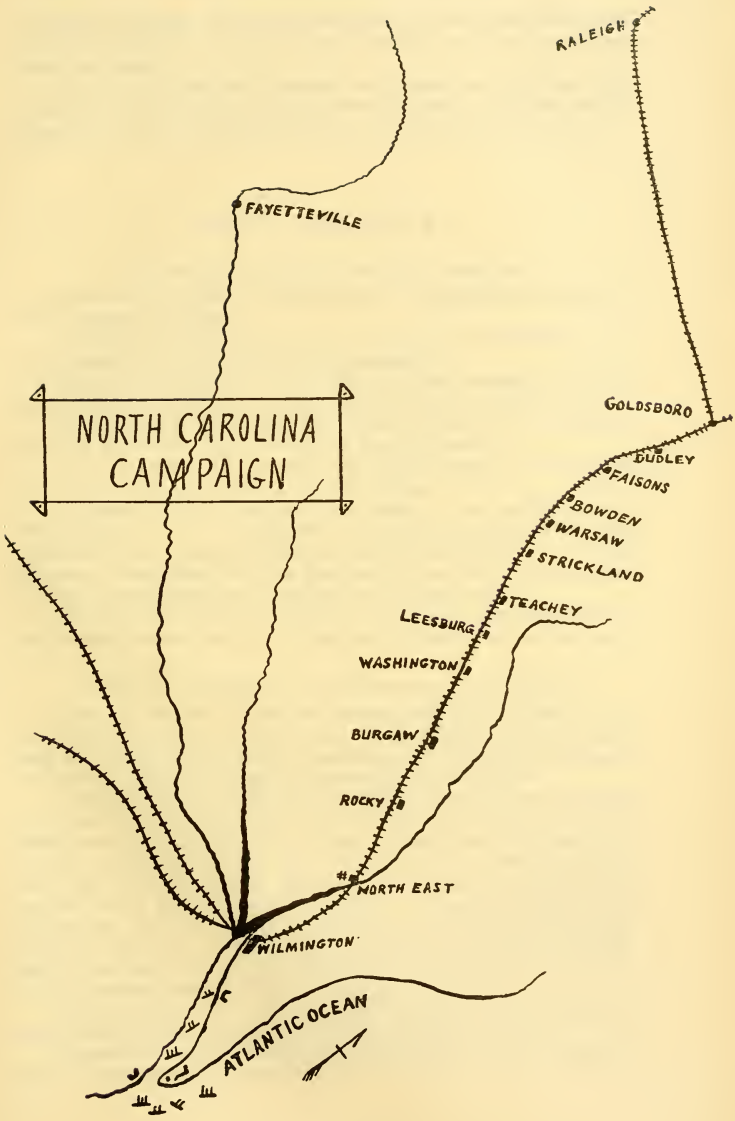 RALEIGH
FAYETTEVILLE
NORTH CAROLINA
CAMPAIGN
GOLDSBORO
DUDLEY
FAISONS
BOWDEN
WARSAW
STRICKLAND
TEACHEY
LEESBURG
WASHINGTON
BURGAW
ROCKY
#
NORTH EAST
WILMINGTON
ATLANTIC OCEAN